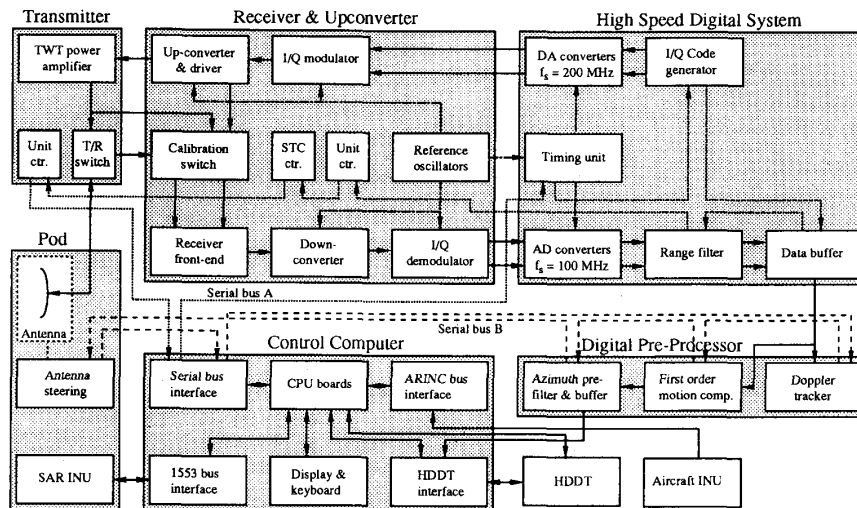 Transmitter
Receiver & Upconverter
High Speed Digital System
TWT power
amplifier
Up-converter
& driver
I/Q modulator
DA converters
fs = 200 MHz
I/Q Code
generator
Unit
ctr.
T/R
switch
Calibration
switch
STC
ctr.
Unit
ctr.
Reference
oscillators
Timing unit
Pod
Receiver
front-end
Down-
converter
I/Q
demodulator
AD converters
fs = 100 MHz
Range filter
Data buffer
Serial bus A
Antenna
Serial bus B
Control Computer
Digital Pre-Processor
Antenna
steering
Serial bus
interface
CPU boards
ARINC bus
interface
Azimuth pre-
filter & buffer
First order
motion comp.
Doppler
tracker
SAR INU
1553 bus
interface
Display &
keyboard
HDDT
interface
HDDT
Aircraft INU